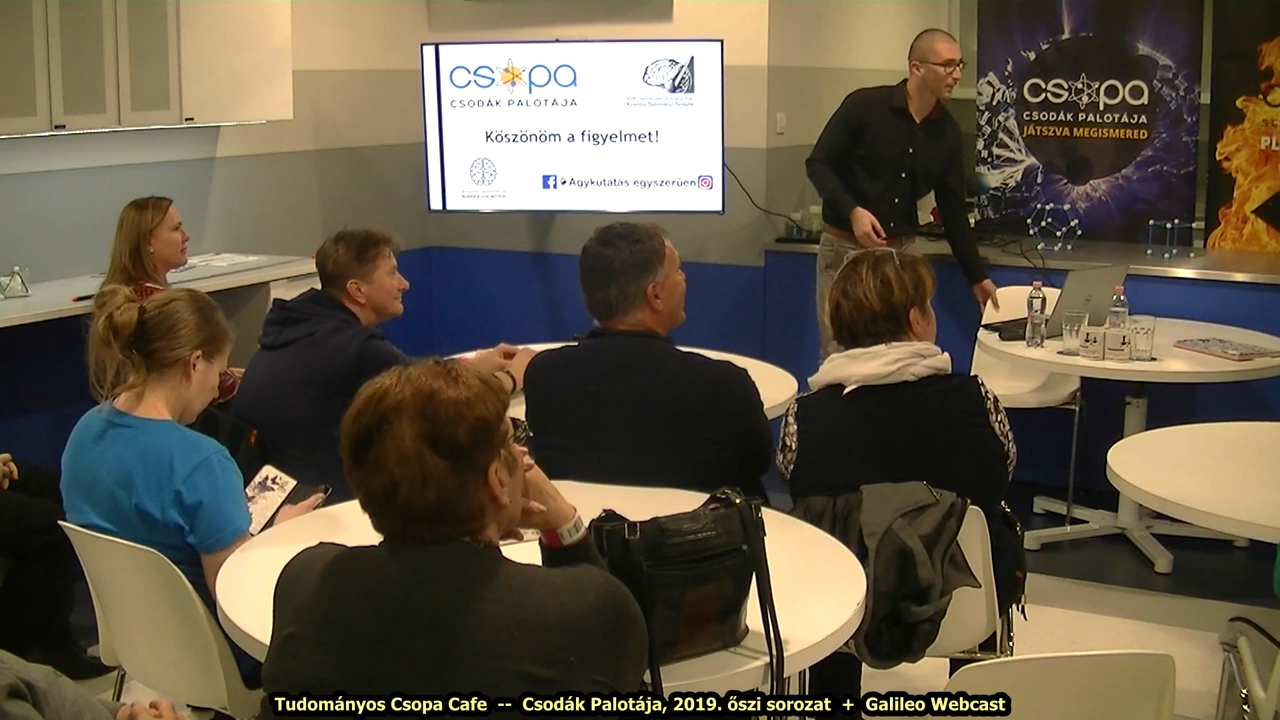 csopa
CSODÁK PALOTÁJA
Köszönöm a figyelmet!
Agykutatás egyszerűen
csopa
CSODÁK PALOTÁJA
JÁTSZVA MEGISMERED
PL
Tudományos Csopa Cafe -- Csodák Palotája, 2019. őszi sorozat + Galileo Webcast